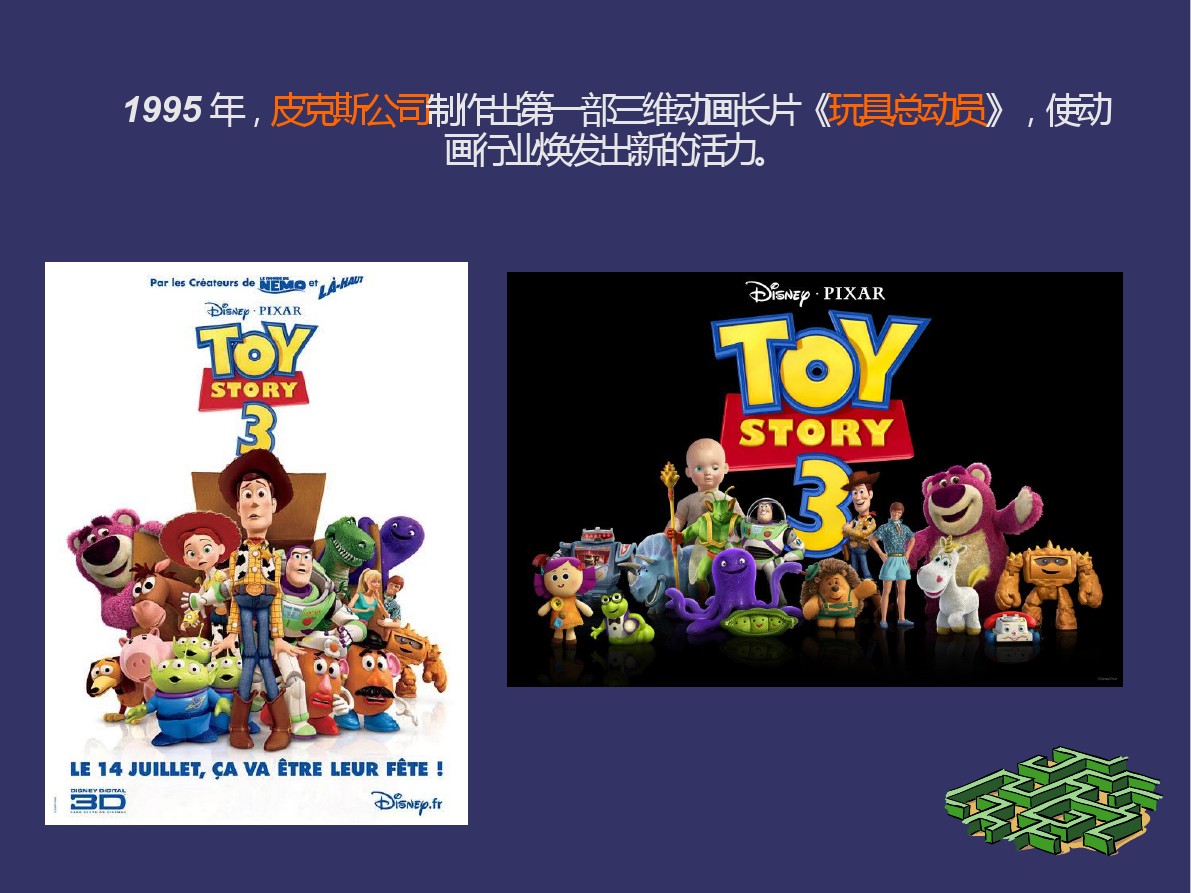 1995 年，皮克斯公司制作出第一部三维动画长片《玩具总动员》，使动
画行业焕发出新的活力。
Par les Créateurs de LE MONDE DE NEMO et LÀ-HAUT
DISNEY · PIXAR
TOY
STORY
3
LE 14 JUILLET, ÇA VA ÊTRE LEUR FÊTE !
DISNEY DIGITAL
3D
DISNEY.fr
DISNEY · PIXAR
TOY
STORY
3